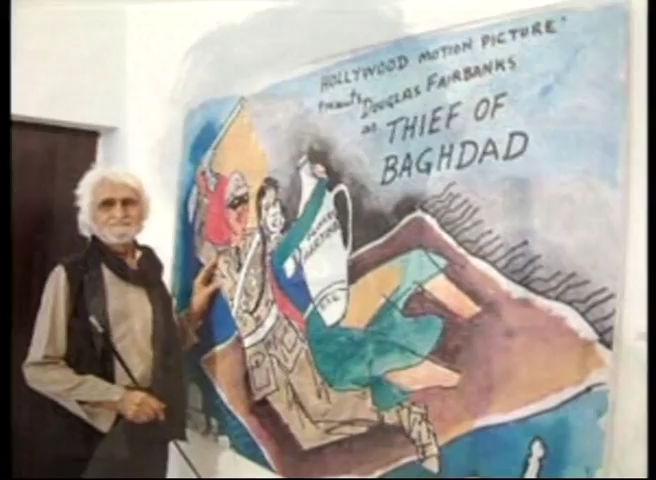 HOLLYWOOD MOTION PICTURE
Presents DOUGLAS FAIRBANKS
as THIEF OF
BAGHDAD